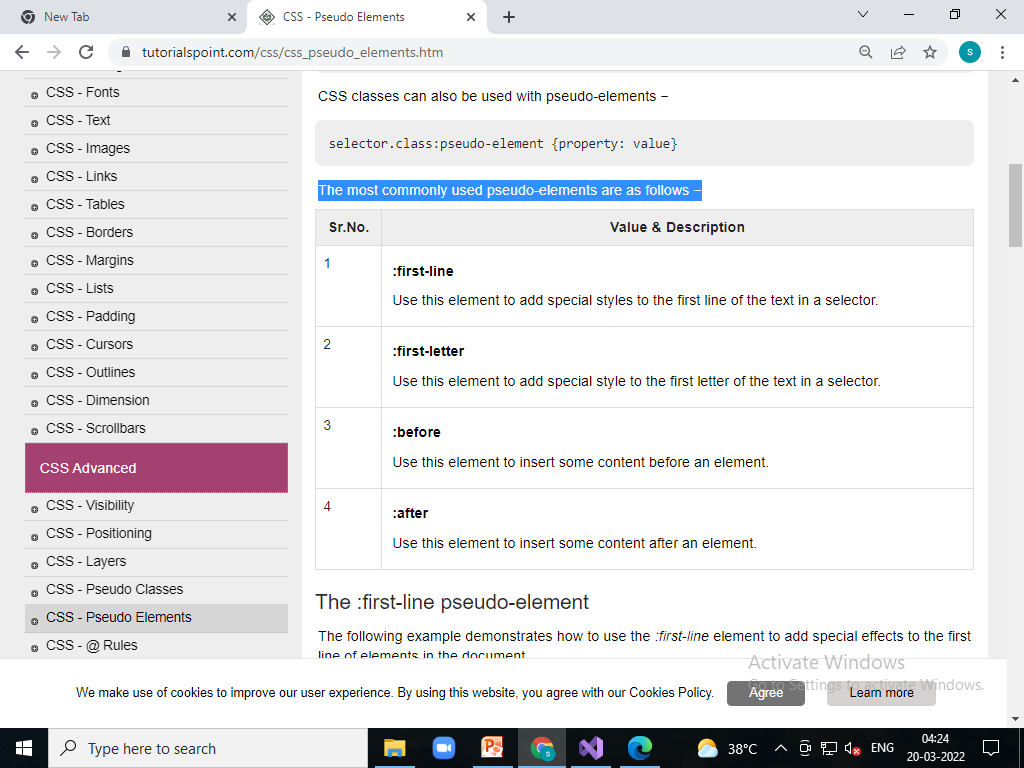 New Tab
CSS - Pseudo Elements
tutorialspoint.com/css/css_pseudo_elements.htm
s
CSS - Fonts
CSS - Text
CSS - Images
CSS - Links
CSS - Tables
CSS - Borders
CSS - Margins
CSS - Lists
CSS - Padding
CSS - Cursors
CSS - Outlines
CSS - Dimension
CSS - Scrollbars
CSS Advanced
CSS - Visibility
CSS - Positioning
CSS - Layers
CSS - Pseudo Classes
CSS - Pseudo Elements
CSS - @ Rules
CSS classes can also be used with pseudo-elements −
selector.class:pseudo-element {property: value}
The most commonly used pseudo-elements are as follows −
Sr.No. Value & Description
1
:first-line
Use this element to add special styles to the first line of the text in a selector.
2
:first-letter
Use this element to add special style to the first letter of the text in a selector.
3
:before
Use this element to insert some content before an element.
4
:after
Use this element to insert some content after an element.
The :first-line pseudo-element
The following example demonstrates how to use the :first-line element to add special effects to the first
line of elements in the document.
Activate Windows
Go to Settings to activate Windows.
We make use of cookies to improve our user experience. By using this website, you agree with our Cookies Policy. Agree Learn more
Type here to search
38°C
ENG
04:24
20-03-2022